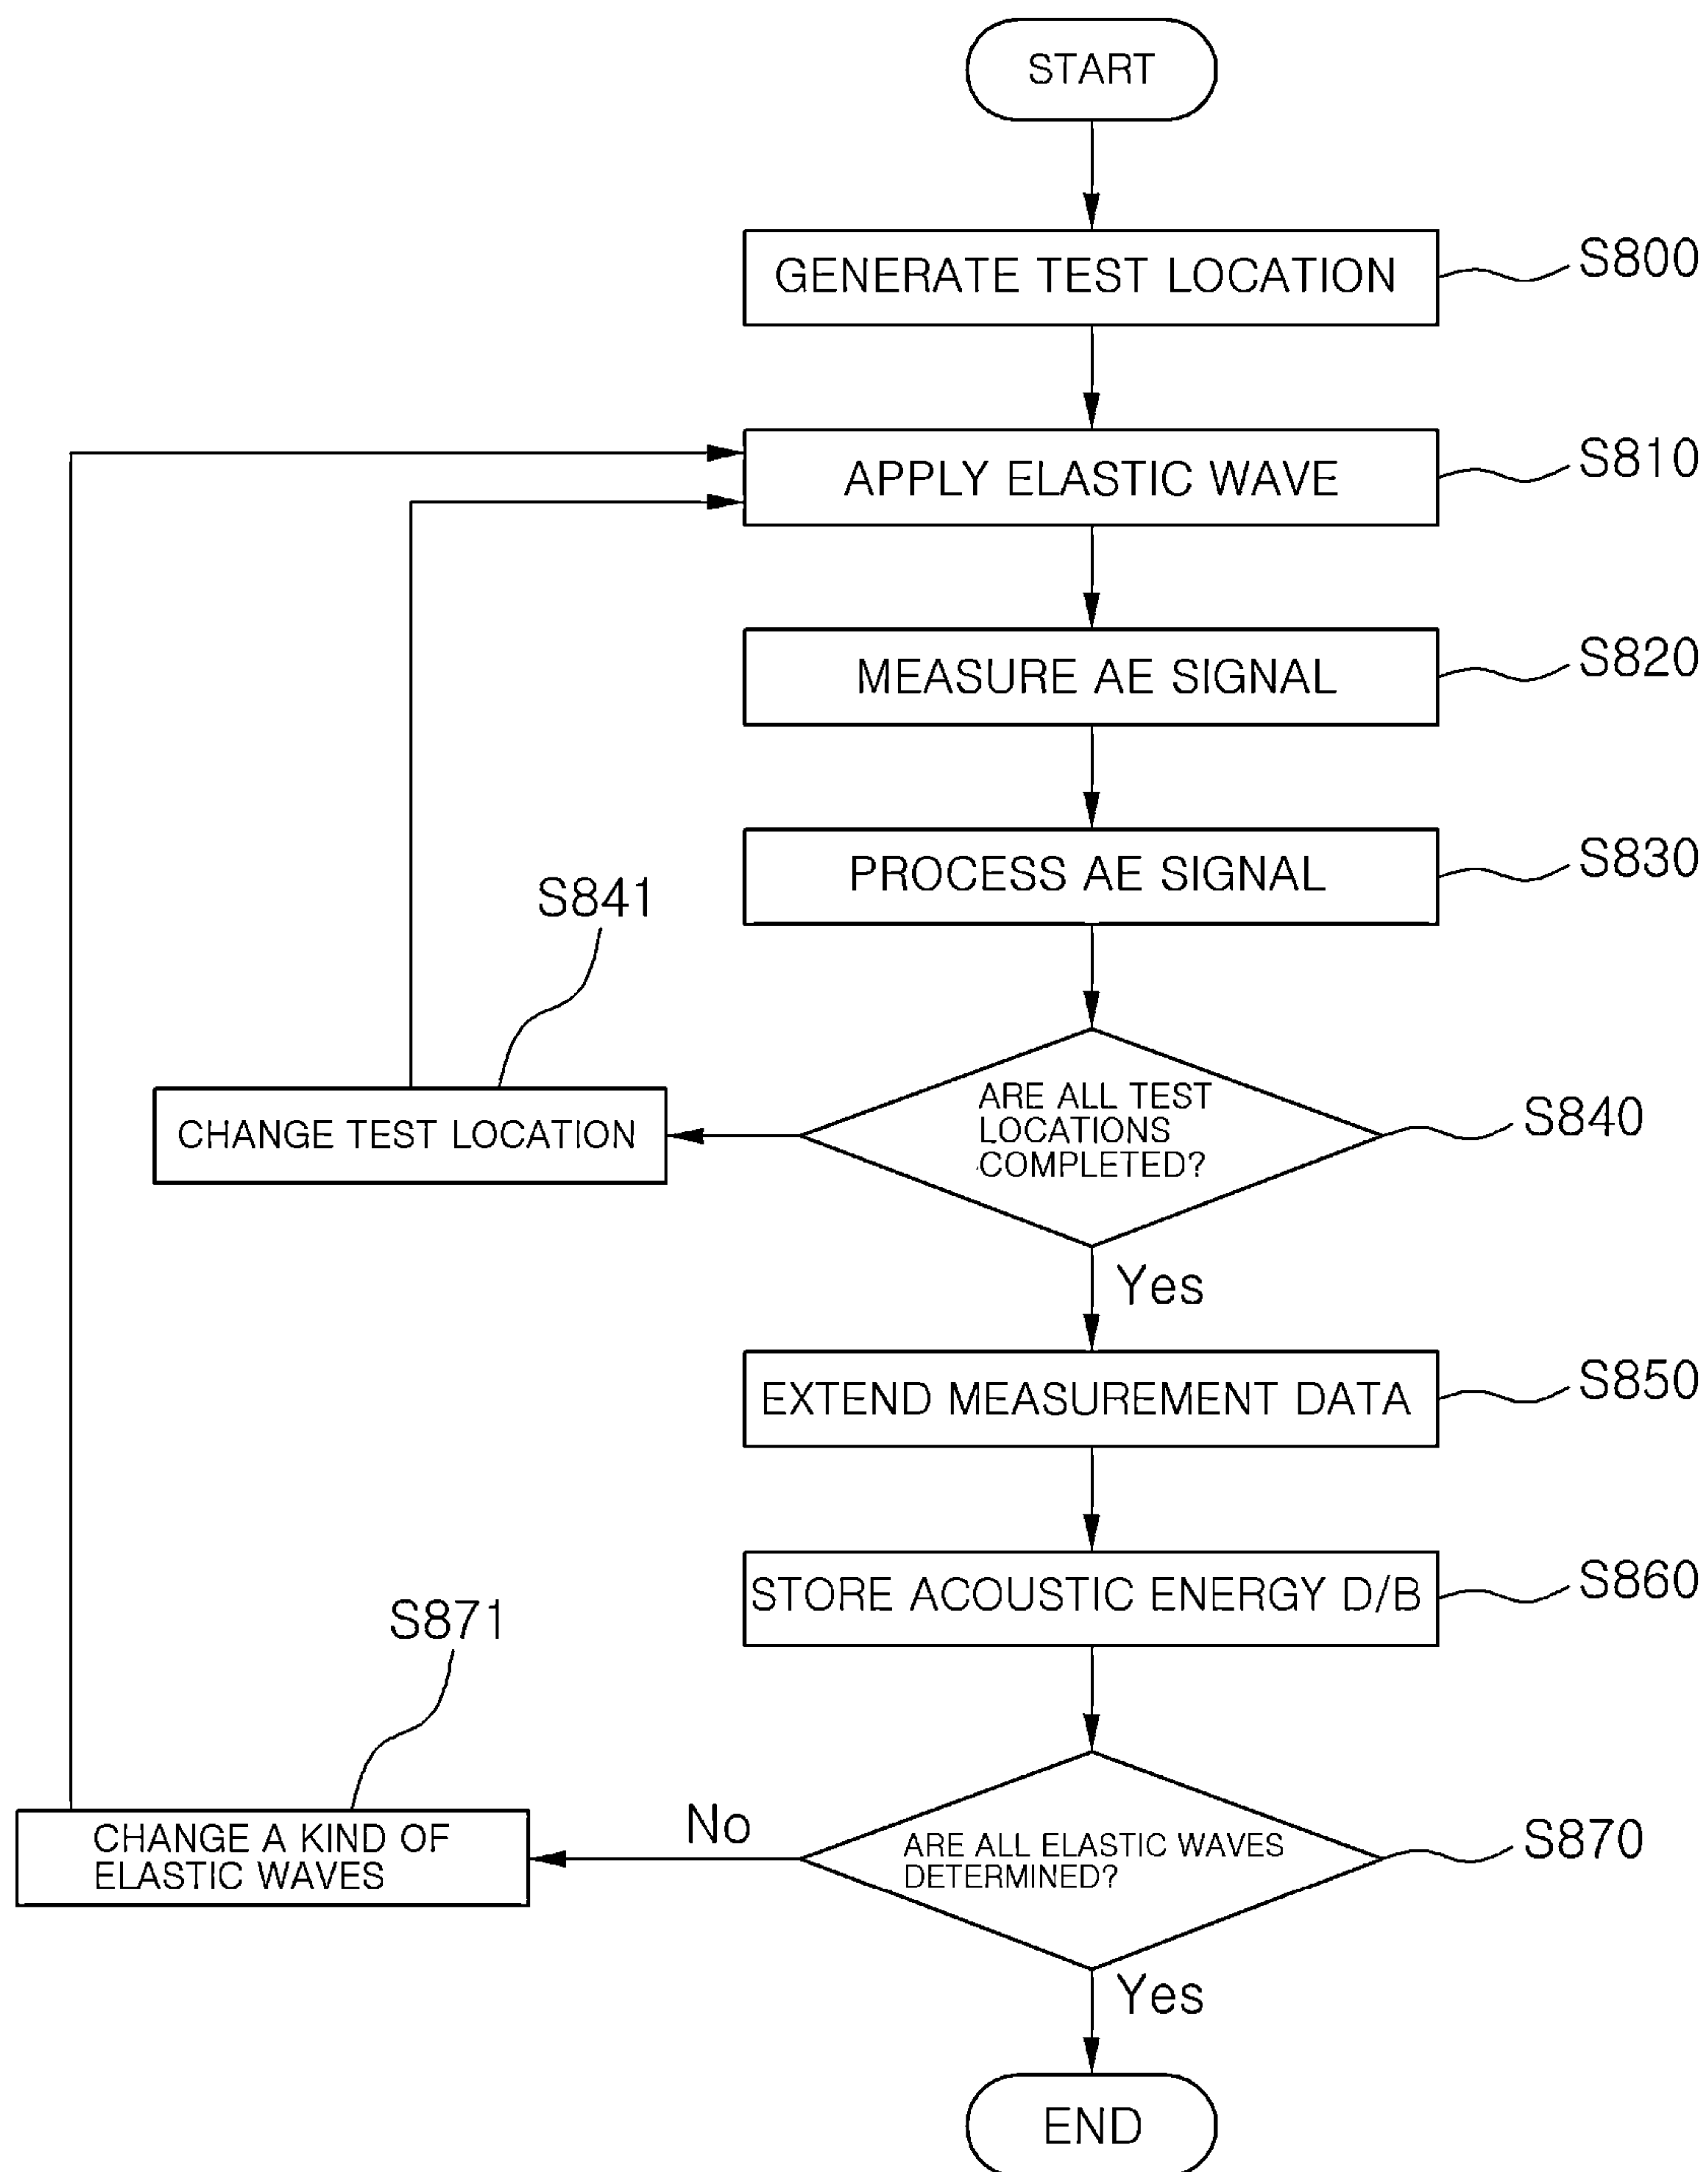 START
GENERATE TEST LOCATION
S800
APPLY ELASTIC WAVE
S810
MEASURE AE SIGNAL
S820
PROCESS AE SIGNAL
S830
S841
CHANGE TEST LOCATION
ARE ALL TEST
LOCATIONS
COMPLETED?
S840
Yes
EXTEND MEASUREMENT DATA
S850
STORE ACOUSTIC ENERGY D/B
S860
S871
CHANGE A KIND OF
ELASTIC WAVES
No
ARE ALL ELASTIC WAVES
DETERMINED?
S870
Yes
END